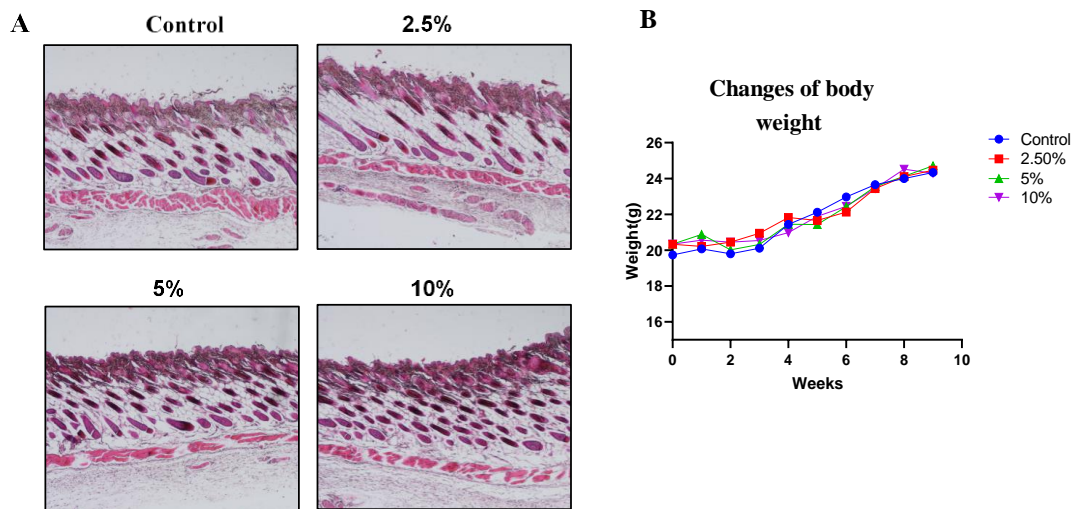 A
Control
2.5%
5%
10%
B
Changes of body
weight
Weight(g)
26
24
22
20
18
16
0
2
4
6
8
10
Weeks
Control
2.50%
5%
10%